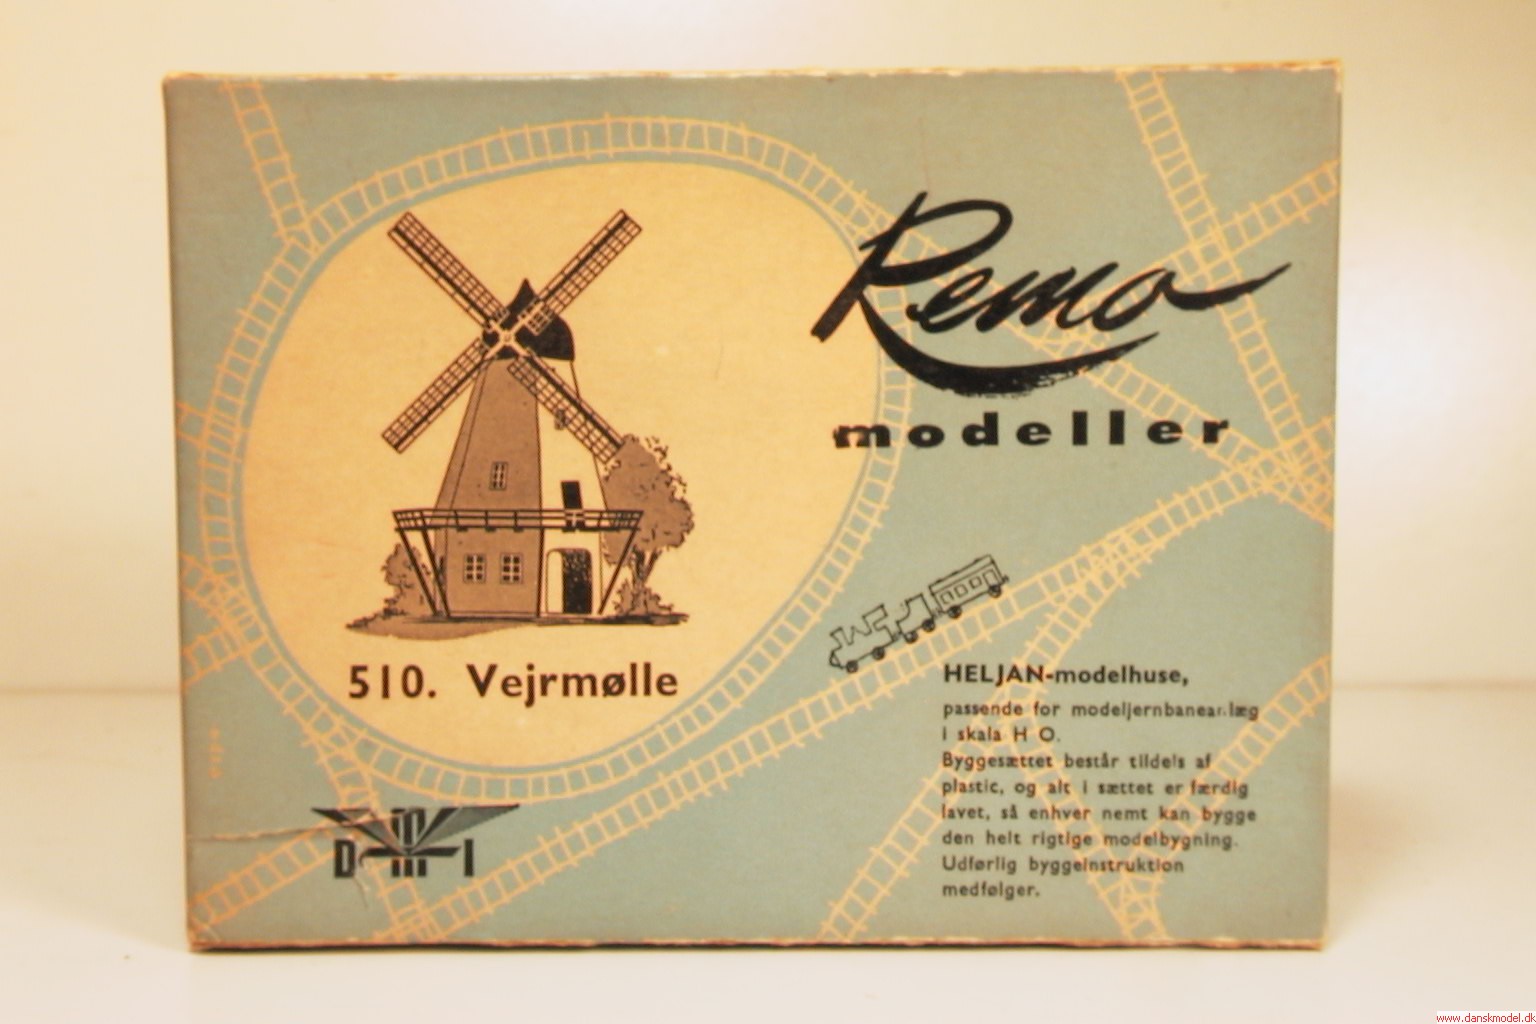 Remo
modeller
510. Vejrmølle
HELJAN-modelhuse,
passende for modeljernbaneanlæg
i skala H O.
Byggesættet består tildels af
plastic, og alt i sættet er færdig
lavet, så enhver nemt kan bygge
den helt rigtige modelbygning.
Udførlig byggeinstruktion
medfølger.
D I
www.danskmodel.dk